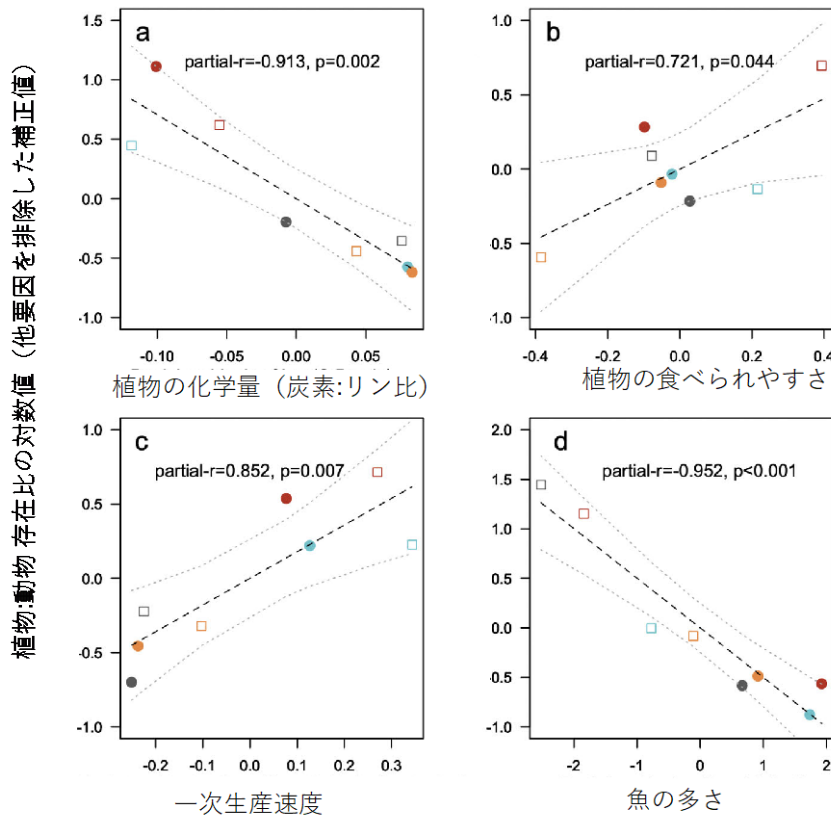 植物:動物 存在比の対数値（他要因を排除した補正値）
a
partial-r=-0.913, p=0.002
1.5
1.0
0.5
0.0
-0.5
-1.0
-0.10 -0.05 0.00 0.05
植物の化学量（炭素:リン比）
b
partial-r=0.721, p=0.044
1.0
0.5
0.0
-0.5
-1.0
-0.4 -0.2 0.0 0.2 0.4
植物の食べられやすさ
c
partial-r=0.852, p=0.007
1.0
0.5
0.0
-0.5
-1.0
-0.2 -0.1 0.0 0.1 0.2 0.3
一次生産速度
d
partial-r=-0.952, p<0.001
2.0
1.5
1.0
0.5
0.0
-0.5
-1.0
-2 -1 0 1 2
魚の多さ